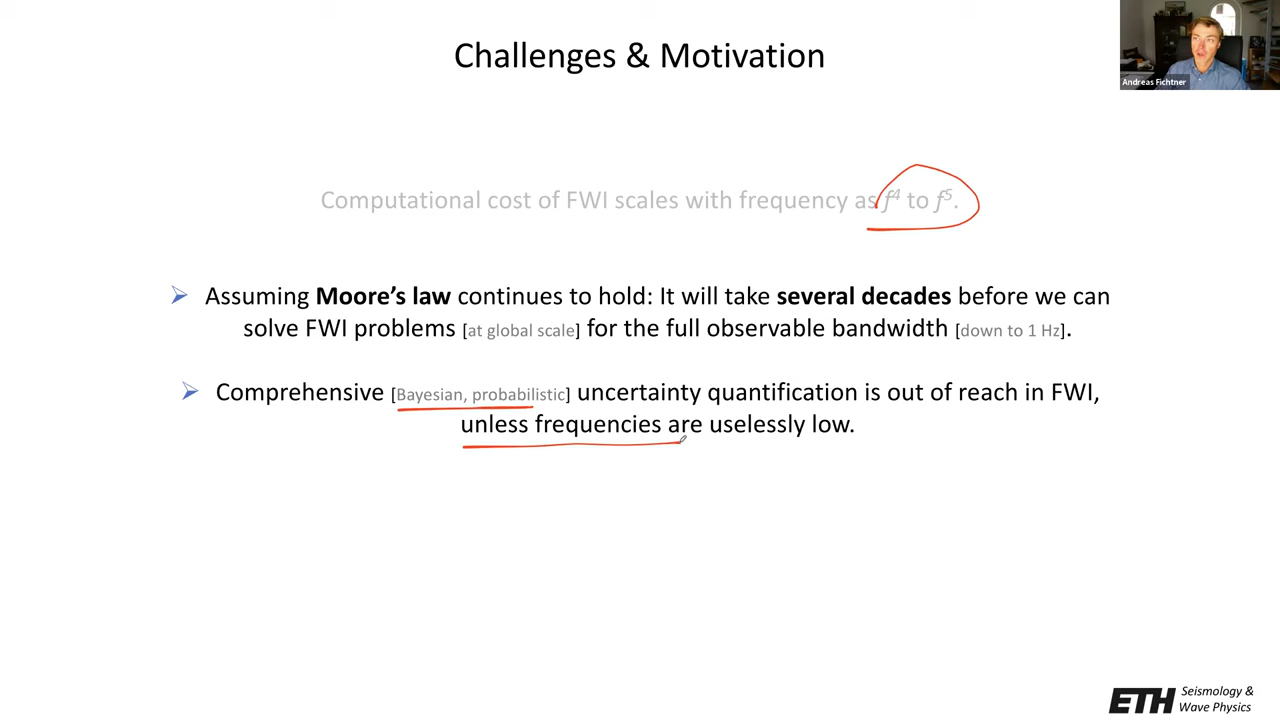 Challenges & Motivation
Andreas Fichtner
Computational cost of FWI scales with frequency as f⁴ to f⁵.
➢ Assuming Moore’s law continues to hold: It will take several decades before we can
solve FWI problems [at global scale] for the full observable bandwidth [down to 1 Hz].
➢ Comprehensive [Bayesian, probabilistic] uncertainty quantification is out of reach in FWI,
unless frequencies are uselessly low.
ETH Seismology &
Wave Physics